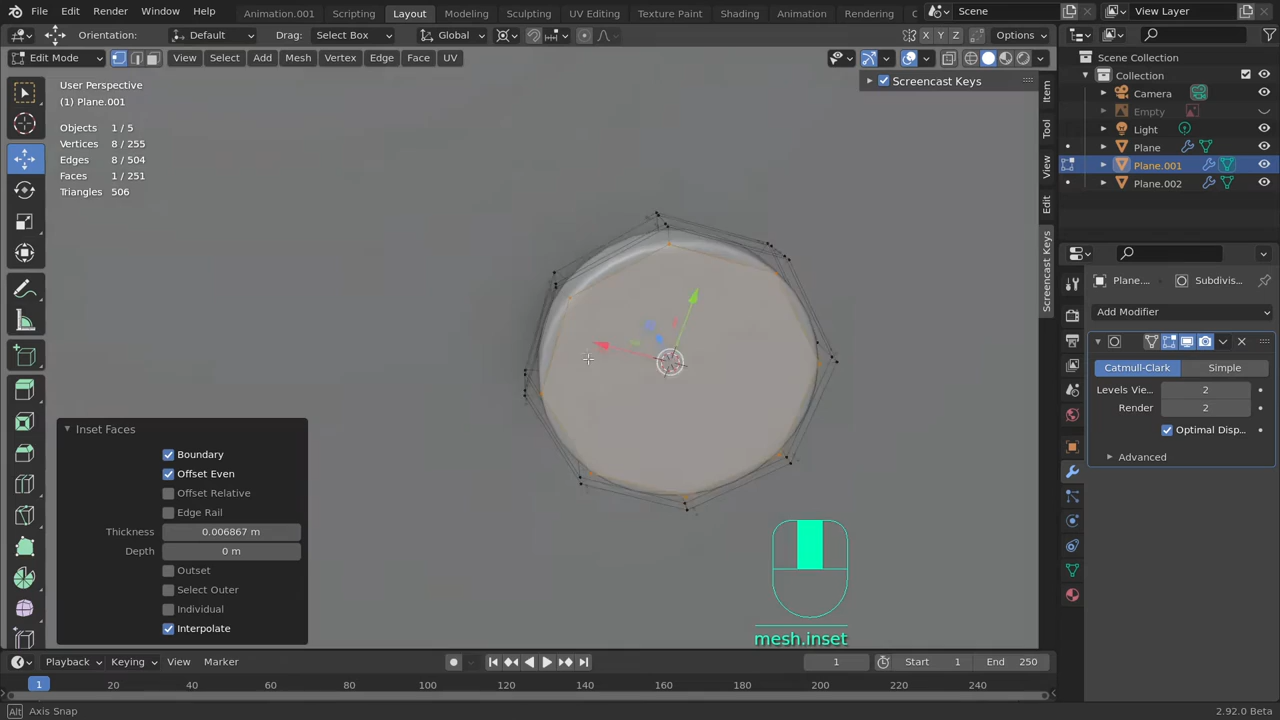 File Edit Render Window Help Animation.001 Scripting Layout Modeling Sculpting UV Editing Texture Paint Shading Animation Rendering Scene View Layer
Orientation: Default Drag: Select Box Global X Y Z Options
Edit Mode View Select Add Mesh Vertex Edge Face UV
Screencast Keys
User Perspective
(1) Plane.001
Objects 1 / 5
Vertices 8 / 255
Edges 8 / 504
Faces 1 / 251
Triangles 506
Item
Tool
View
Edit
Screencast Keys
Scene Collection
Collection
Camera
Empty
Light
Plane
Plane.001
Plane.002
Plane.... Subdivis...
Add Modifier
Catmull-Clark Simple
Levels Vie... 2
Render 2
Optimal Disp...
Advanced
Inset Faces
Boundary
Offset Even
Offset Relative
Edge Rail
Thickness 0.006867 m
Depth 0 m
Outset
Select Outer
Individual
Interpolate
mesh.inset
Playback Keying View Marker 1 Start 1 End 250
1 20 40 60 80 100 120 140 160 180 200 220 240
Alt Axis Snap 2.92.0 Beta